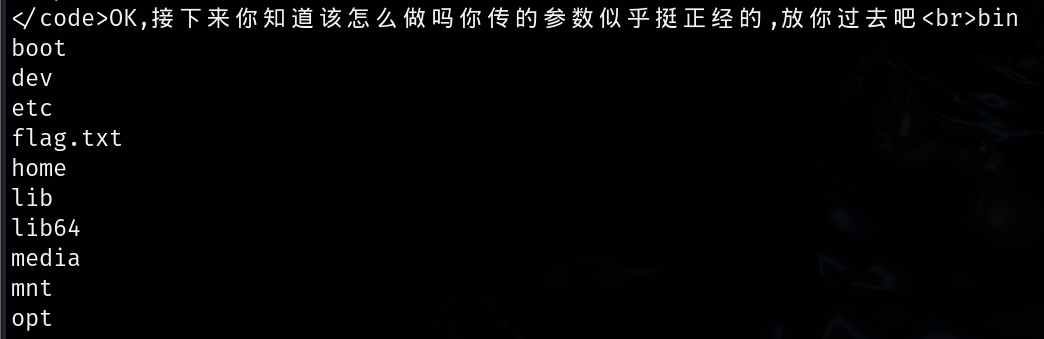 </code>OK,接下来你知道该怎么做吗你传的参数似乎挺正经的,放你过去吧<br>bin
boot
dev
etc
flag.txt
home
lib
lib64
media
mnt
opt